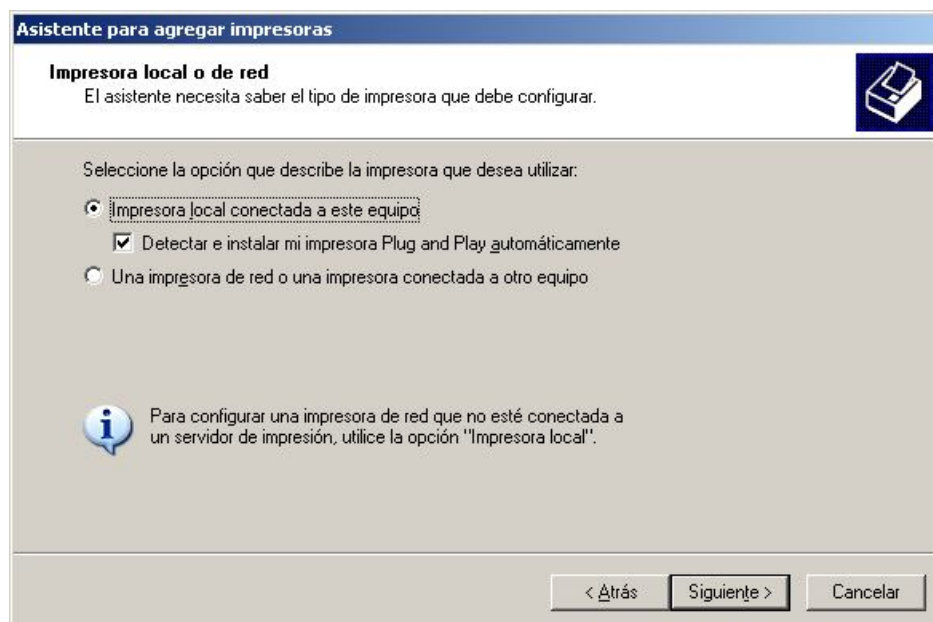 Asistente para agregar impresoras
Impresora local o de red
El asistente necesita saber el tipo de impresora que debe configurar.
Seleccione la opción que describe la impresora que desea utilizar:
Impresora local conectada a este equipo
Detectar e instalar mi impresora Plug and Play automáticamente
Una impresora de red o una impresora conectada a otro equipo
Para configurar una impresora de red que no esté conectada a
un servidor de impresión, utilice la opción "Impresora local".
< Atrás Siguiente > Cancelar